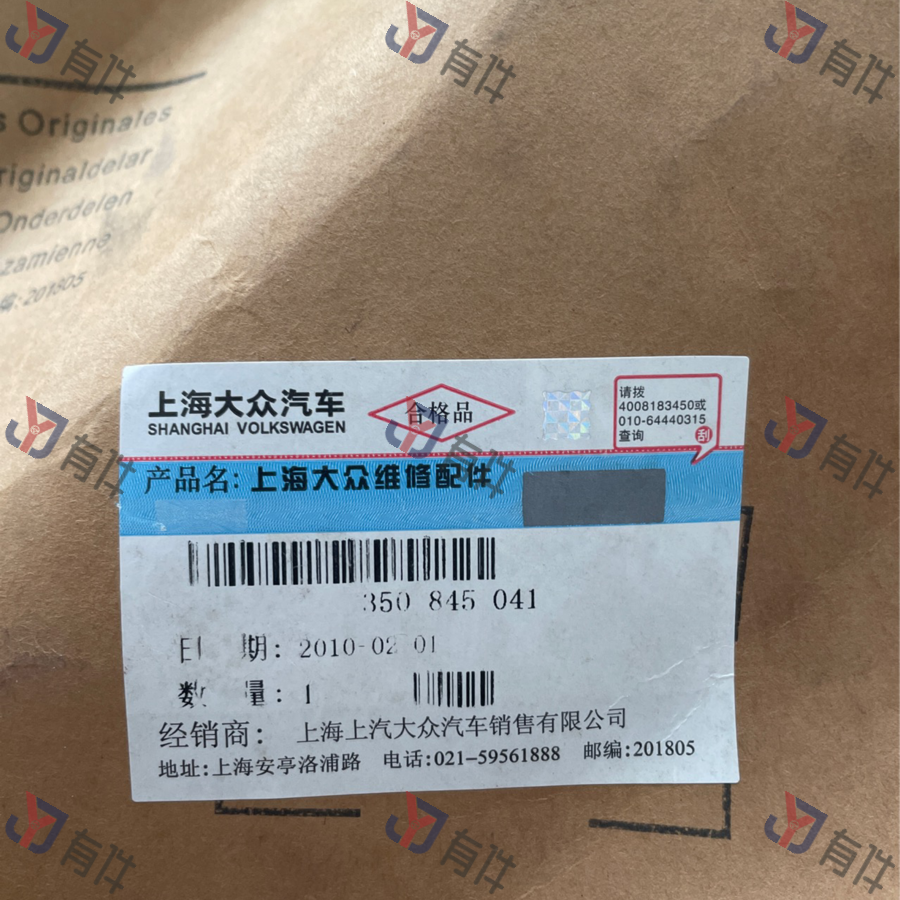 有件
有件
有件
s Originales
riginaldelar
Onderdelen
zamienne
编: 201805
上海大众汽车
SHANGHAI VOLKSWAGEN
合格品
请拨
4008183450或
010-64440315
查询
刮
产品名: 上海大众维修配件
350 845 041
日 期: 2010-02-01
数 量: 1
经销商: 上海上汽大众汽车销售有限公司
地址: 上海安亭洛浦路 电话: 021-59561888 邮编: 201805
有件
有件
有件
有件
有件
有件